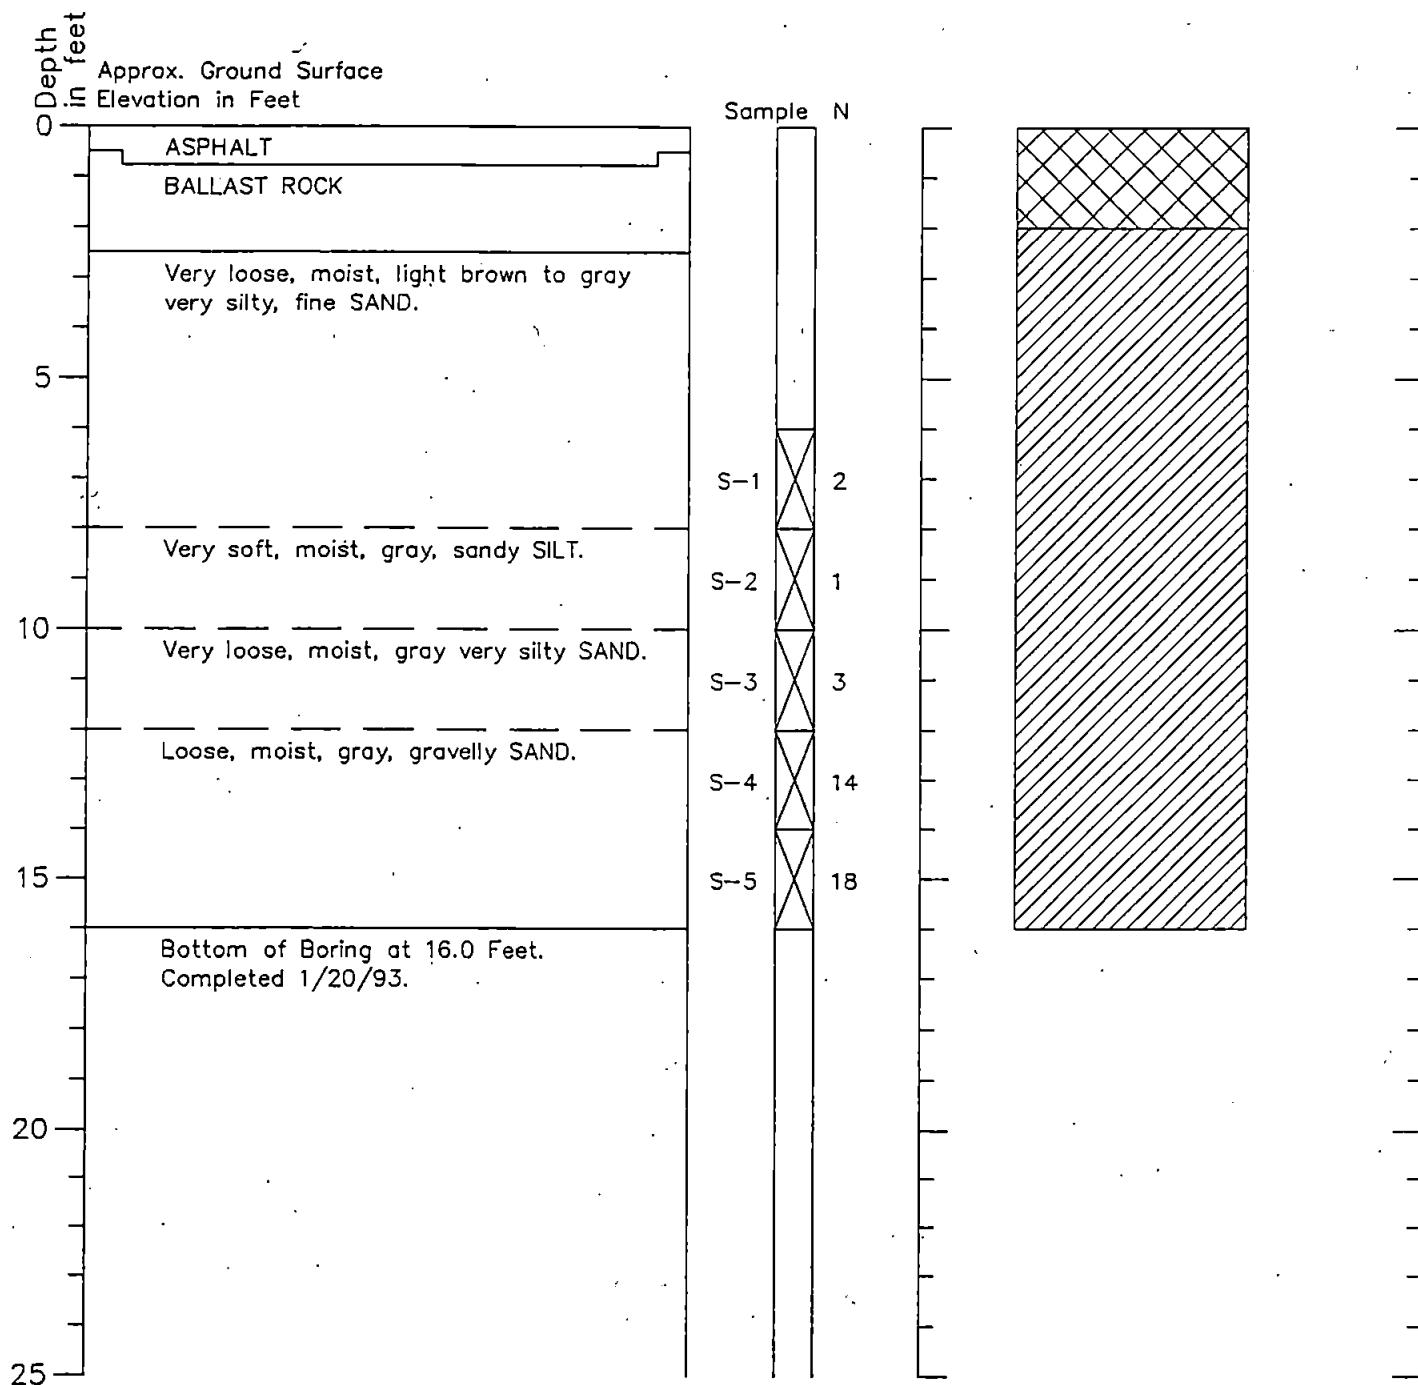 Depth
in feet
Approx. Ground Surface
Elevation in Feet
Sample N
0
ASPHALT
BALLAST ROCK
Very loose, moist, light brown to gray
very silty, fine SAND.
5
S-1 2
Very soft, moist, gray, sandy SILT.
S-2 1
10
Very loose, moist, gray very silty SAND.
S-3 3
Loose, moist, gray, gravelly SAND.
S-4 14
15
S-5 18
Bottom of Boring at 16.0 Feet.
Completed 1/20/93.
20
25